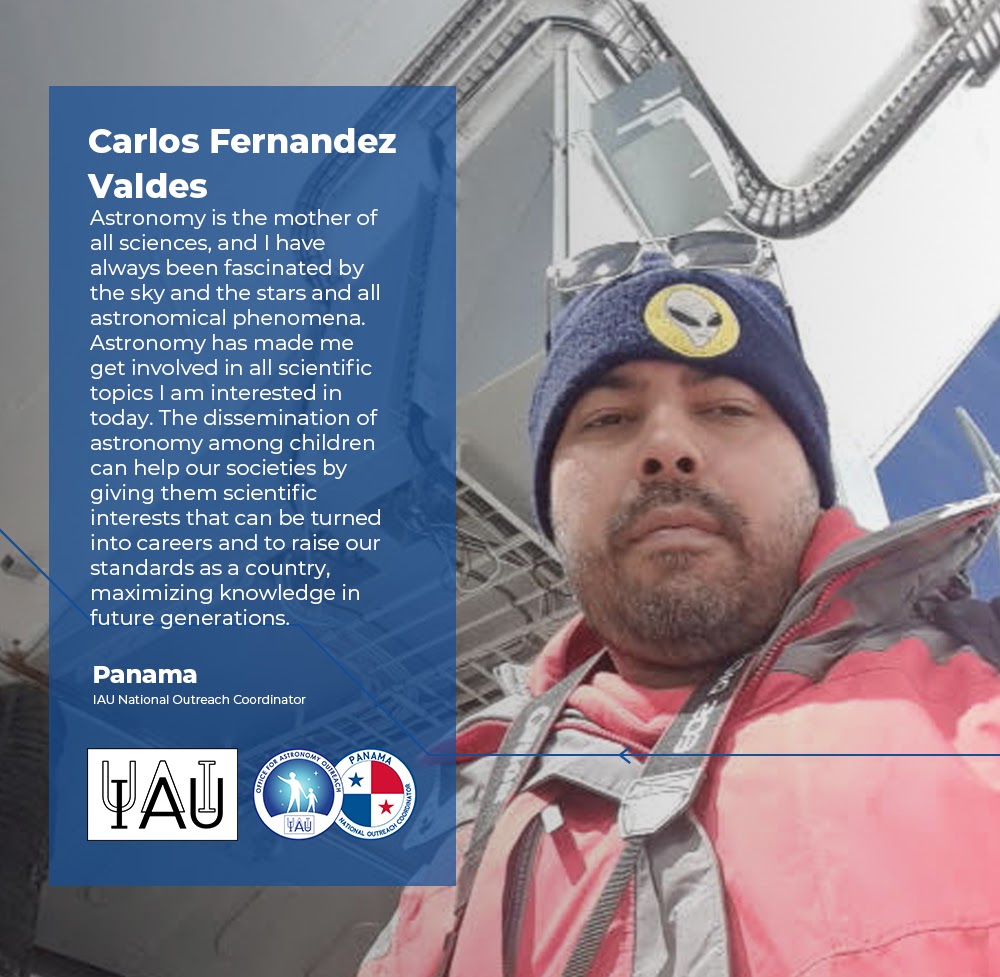 Carlos Fernandez
Valdes
Astronomy is the mother of
all sciences, and I have
always been fascinated by
the sky and the stars and all
astronomical phenomena.
Astronomy has made me
get involved in all scientific
topics I am interested in
today. The dissemination of
astronomy among children
can help our societies by
giving them scientific
interests that can be turned
into careers and to raise our
standards as a country,
maximizing knowledge in
future generations.
Panama
IAU National Outreach Coordinator
IAU
OFFICE FOR ASTRONOMY OUTREACH
IAU
PANAMA
NATIONAL OUTREACH COORDINATOR